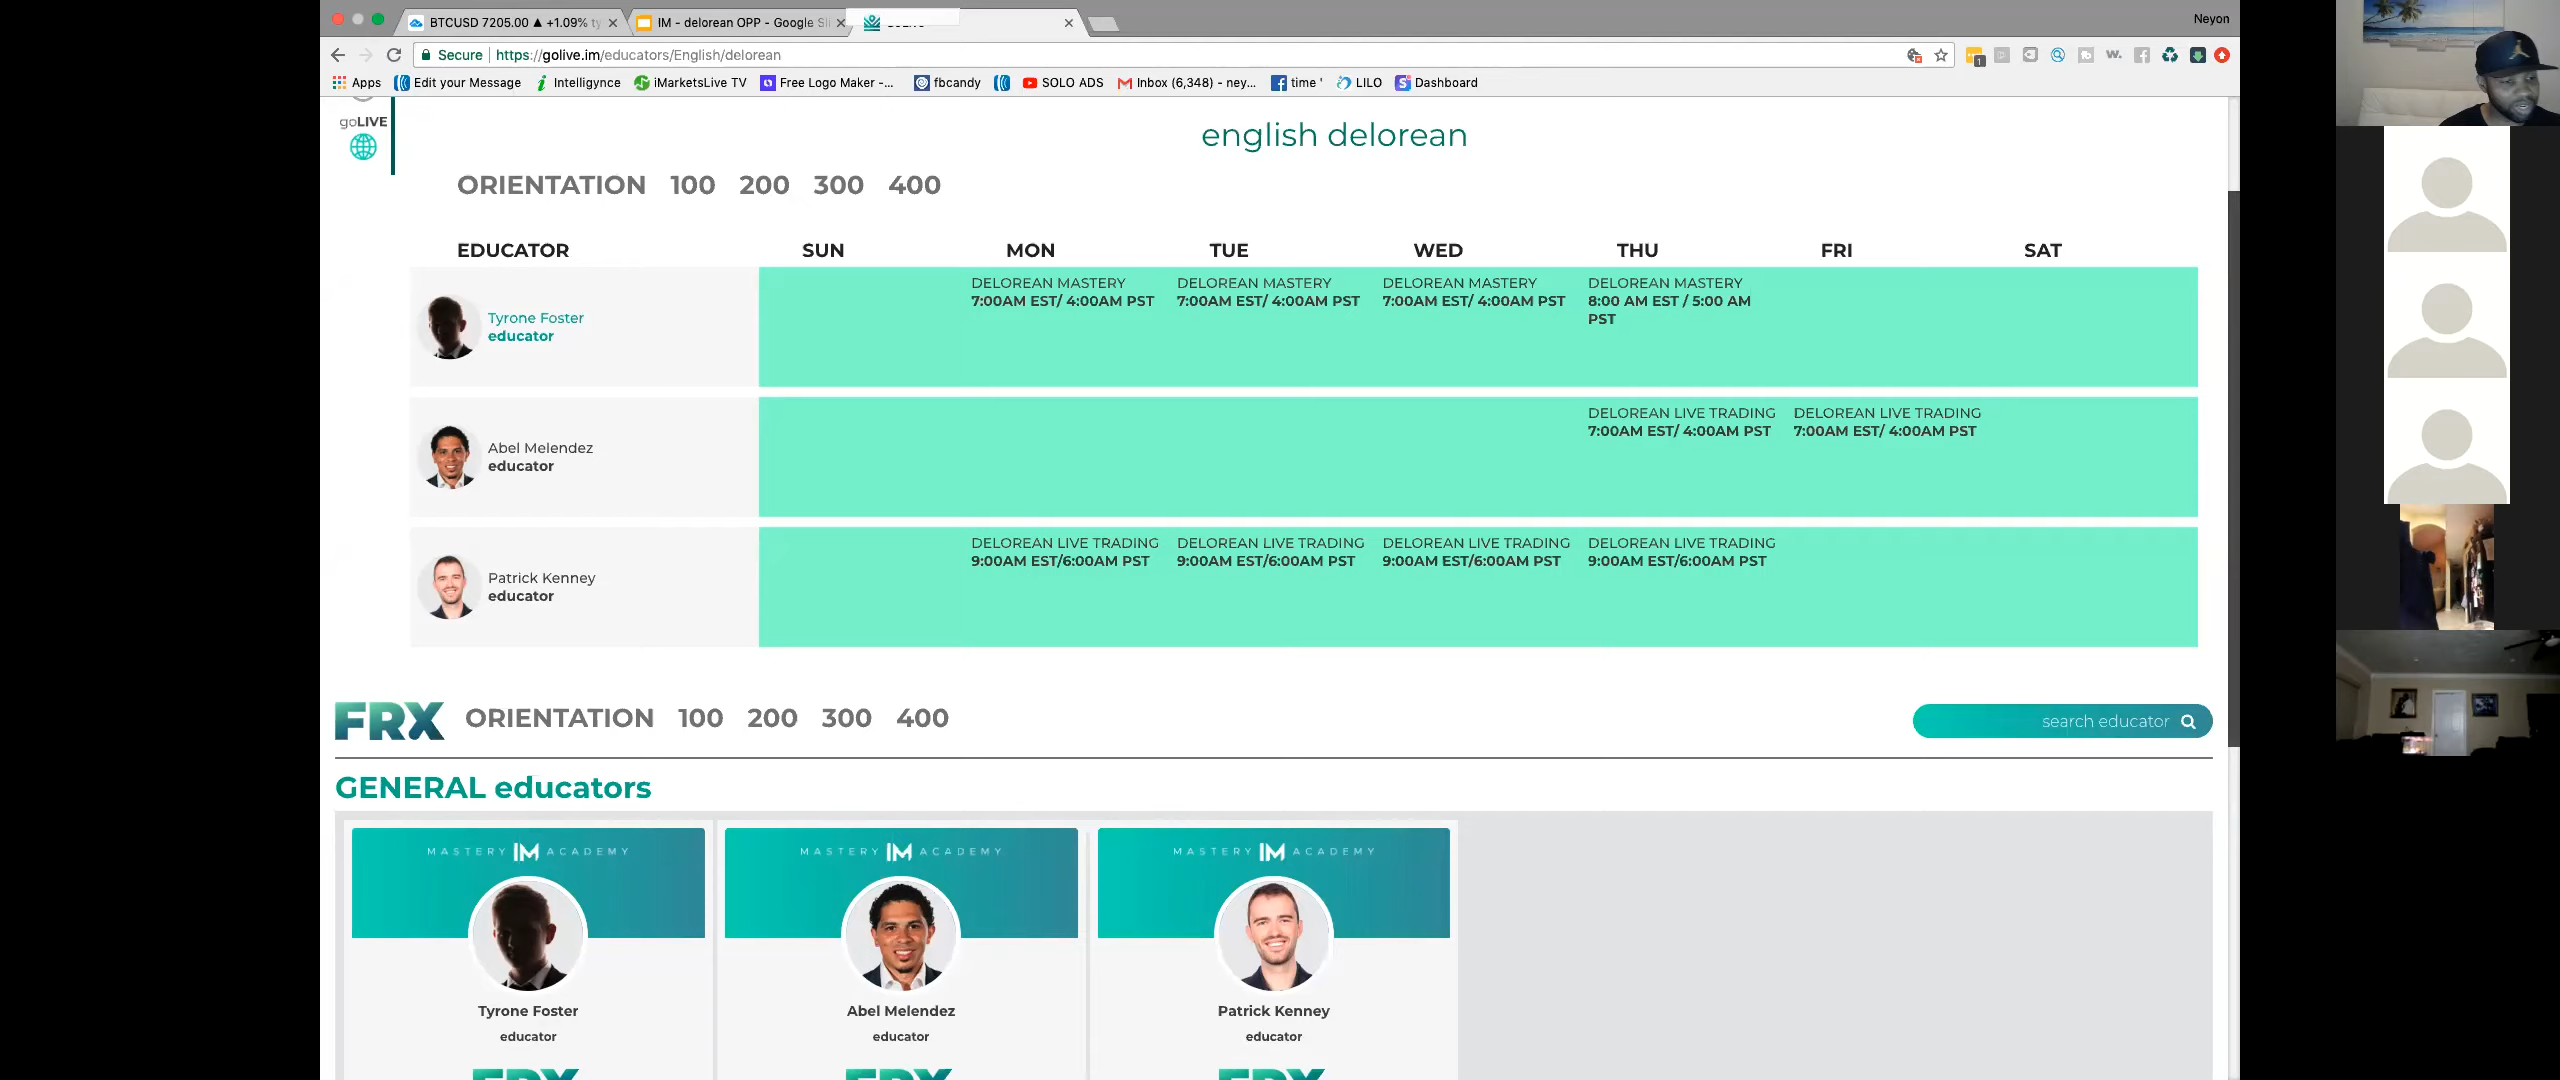 Neyon
BTCUSD 7205.00 ▲ +1.09%
IM - delorean OPP - Google Sli
Secure | https://golive.im/educators/English/delorean
Apps Edit your Message Intelligynce iMarketsLive TV Free Logo Maker -... fbcandy SOLO ADS Inbox (6,348) - ney... time ' LILO Dashboard
goLIVE
english delorean
ORIENTATION 100 200 300 400
EDUCATOR SUN MON TUE WED THU FRI SAT
DELOREAN MASTERY DELOREAN MASTERY DELOREAN MASTERY DELOREAN MASTERY
7:00AM EST/ 4:00AM PST 7:00AM EST/ 4:00AM PST 7:00AM EST/ 4:00AM PST 8:00 AM EST / 5:00 AM
PST
Tyrone Foster
educator
DELOREAN LIVE TRADING DELOREAN LIVE TRADING
7:00AM EST/ 4:00AM PST 7:00AM EST/ 4:00AM PST
Abel Melendez
educator
DELOREAN LIVE TRADING DELOREAN LIVE TRADING DELOREAN LIVE TRADING DELOREAN LIVE TRADING
9:00AM EST/6:00AM PST 9:00AM EST/6:00AM PST 9:00AM EST/6:00AM PST 9:00AM EST/6:00AM PST
Patrick Kenney
educator
FRX ORIENTATION 100 200 300 400
search educator
GENERAL educators
MASTERY IM ACADEMY MASTERY IM ACADEMY MASTERY IM ACADEMY
Tyrone Foster Abel Melendez Patrick Kenney
educator educator educator
FRX FRX FRX